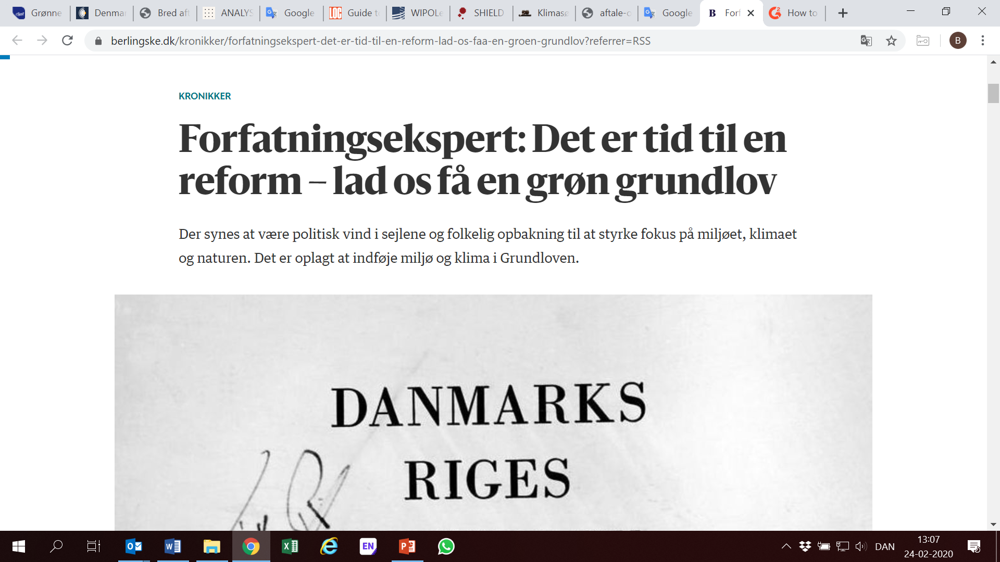 Grønne
Denmar
Bred aft
ANALYS
Google
Guide to
WIPOLe
SHIELD
Klimasø
aftale-o
Google
Forf
How to
berlingske.dk/kronikker/forfatningsekspert-det-er-tid-til-en-reform-lad-os-faa-en-groen-grundlov?referrer=RSS
B
KRONIKKER
Forfatningsekspert: Det er tid til en
reform – lad os få en grøn grundlov
Der synes at være politisk vind i sejlene og folkelig opbakning til at styrke fokus på miljøet, klimaet
og naturen. Det er oplagt at indføje miljø og klima i Grundloven.
DANMARKS
RIGES
EN
DAN
13:07
24-02-2020